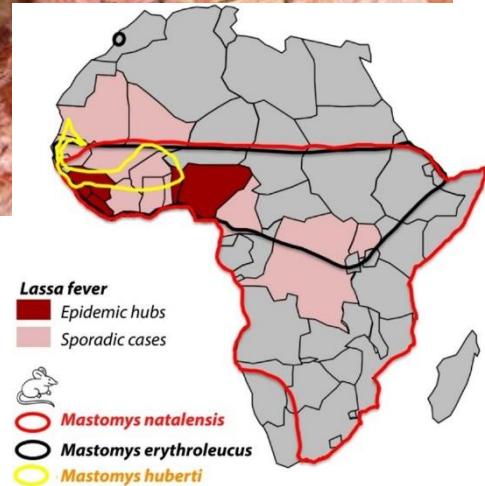 Lassa fever
Epidemic hubs
Sporadic cases
Mastomys natalensis
Mastomys erythroleucus
Mastomys huberti